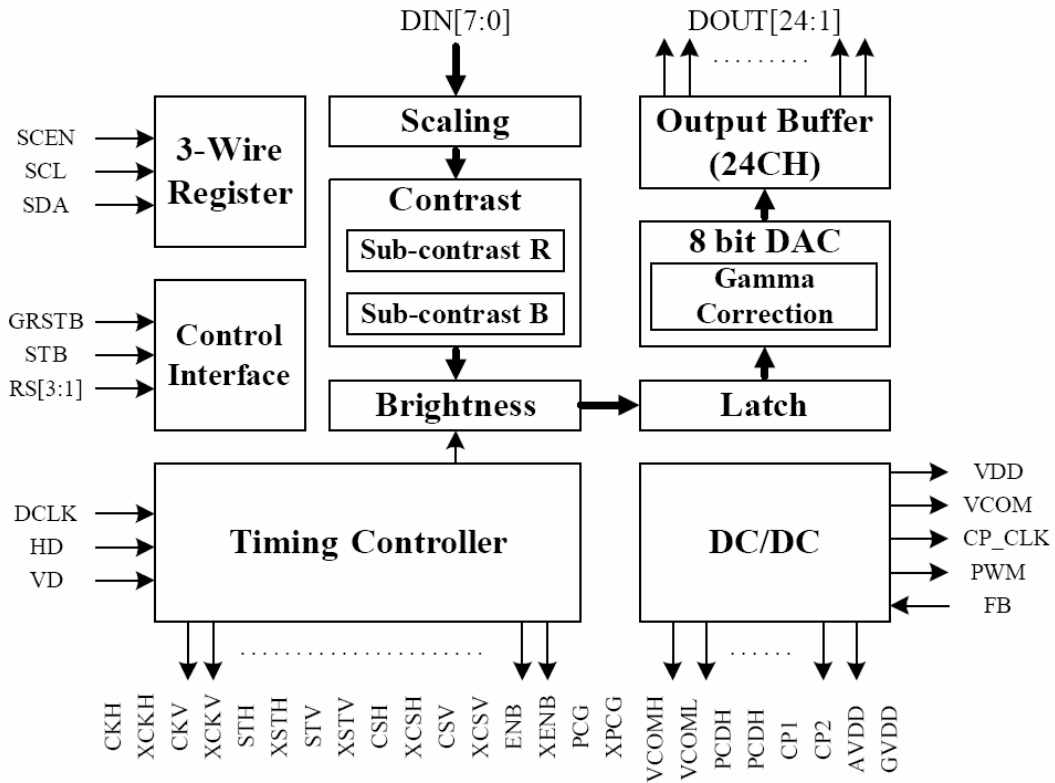 DIN[7:0]
DOUT[24:1]
SCEN
SCL
SDA
3-Wire
Register
Scaling
Contrast
Sub-contrast R
Sub-contrast B
Output Buffer
(24CH)
8 bit DAC
Gamma
Correction
GRSTB
STB
RS[3:1]
Control
Interface
Brightness
Latch
DCLK
HD
VD
Timing Controller
DC/DC
VDD
VCOM
CP_CLK
PWM
FB
CKH
XCKH
CKV
XCKV
STH
XSTH
STV
XSTV
CSH
XCSH
CSV
XCSV
ENB
XENB
PCG
XPCG
VCOMH
VCOML
PCDH
PCDH
CP1
CP2
AVDD
GVDD